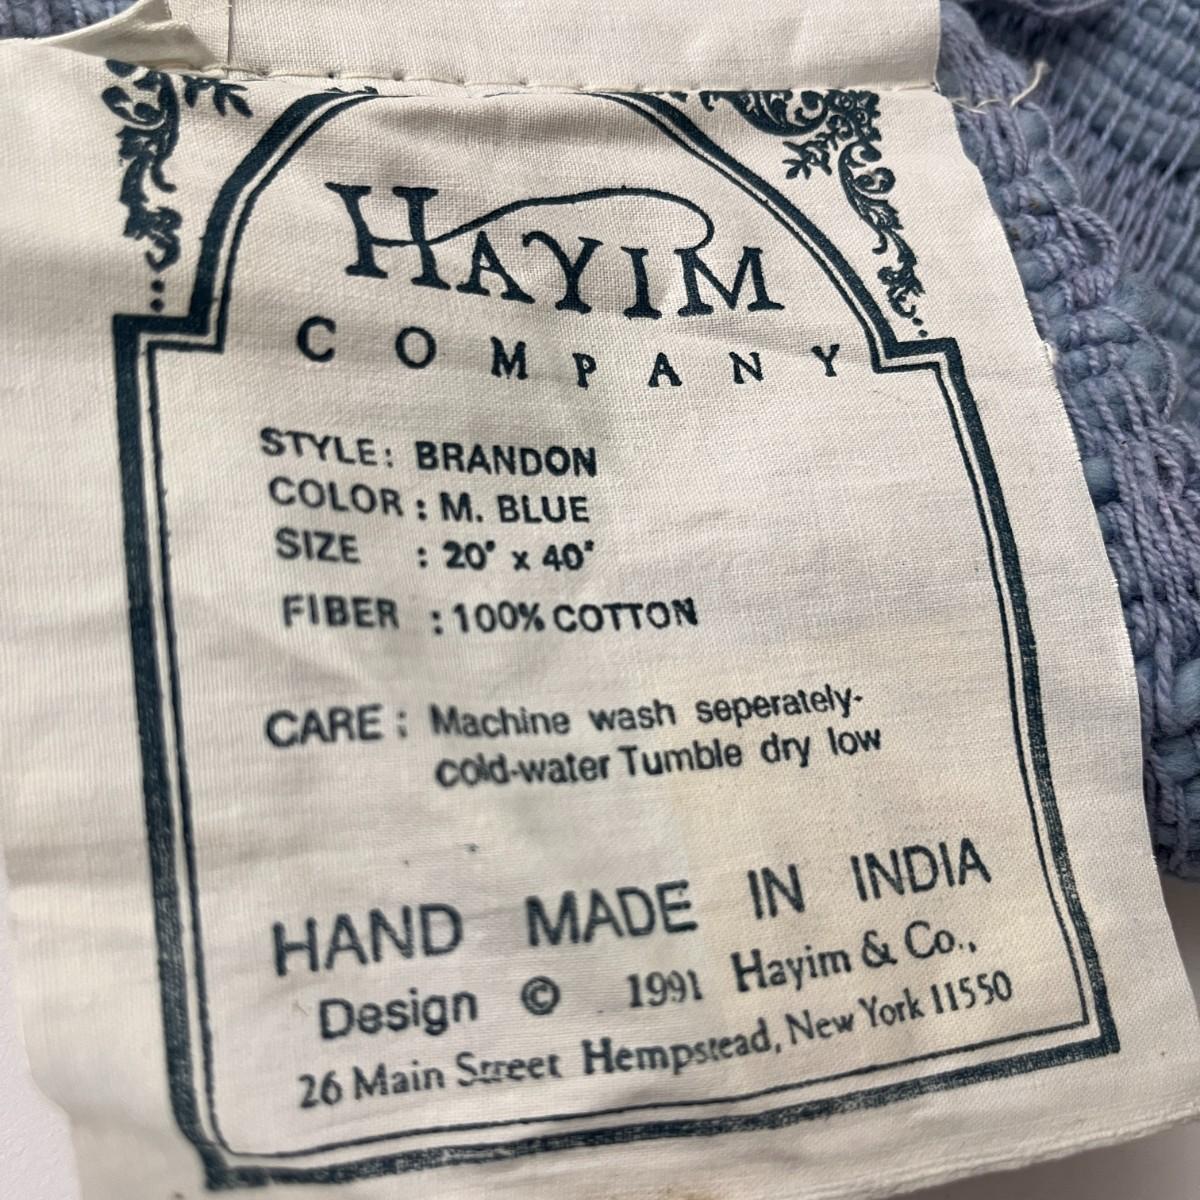 HAYIM
COMPANY
STYLE: BRANDON
COLOR: M. BLUE
SIZE : 20" x 40"
FIBER : 100% COTTON
CARE : Machine wash seperately-
cold-water Tumble dry low
HAND MADE IN INDIA
Design © 1991 Hayim & Co.,
26 Main Street Hempstead, New York 11550